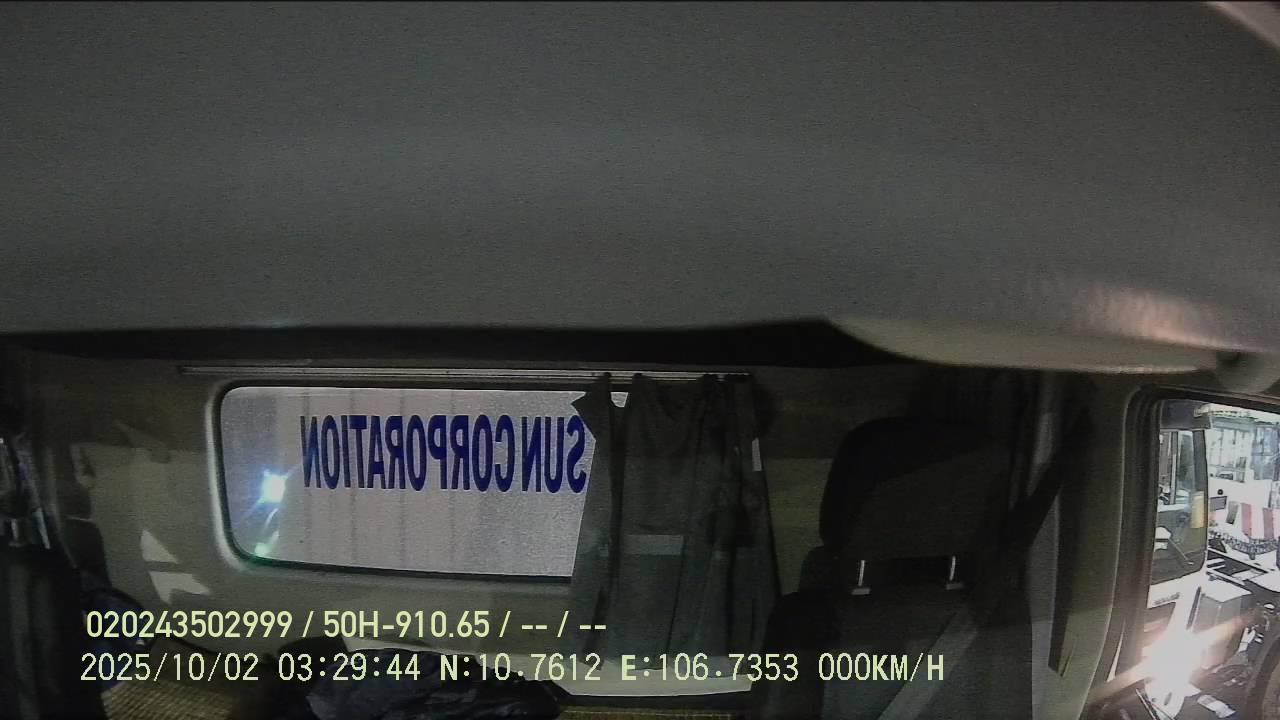 SUN CORPORATION
020243502999 / 50H-910.65 / -- / --
2025/10/02 03:29:44 N:10.7612 E:106.7353 000KM/H